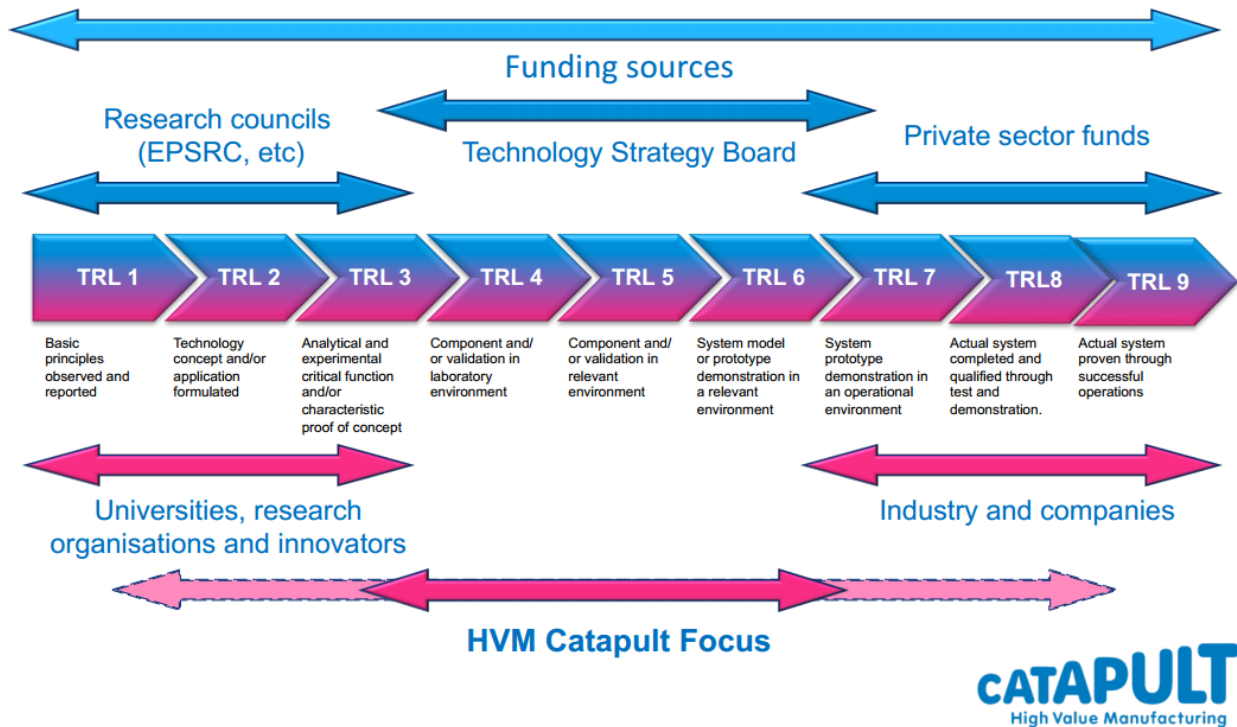 Funding sources
Research councils
(EPSRC, etc)
Technology Strategy Board
Private sector funds
TRL 1
TRL 2
TRL 3
TRL 4
TRL 5
TRL 6
TRL 7
TRL8
TRL 9
Basic
principles
observed and
reported
Technology
concept and/or
application
formulated
Analytical and
experimental
critical function
and/or
characteristic
proof of concept
Component and/
or validation in
laboratory
environment
Component and/
or validation in
relevant
environment
System model
or prototype
demonstration in
a relevant
environment
System
prototype
demonstration in
an operational
environment
Actual system
completed and
qualified through
test and
demonstration.
Actual system
proven through
successful
operations
Universities, research
organisations and innovators
Industry and companies
HVM Catapult Focus
CATAPULT
High Value Manufacturing